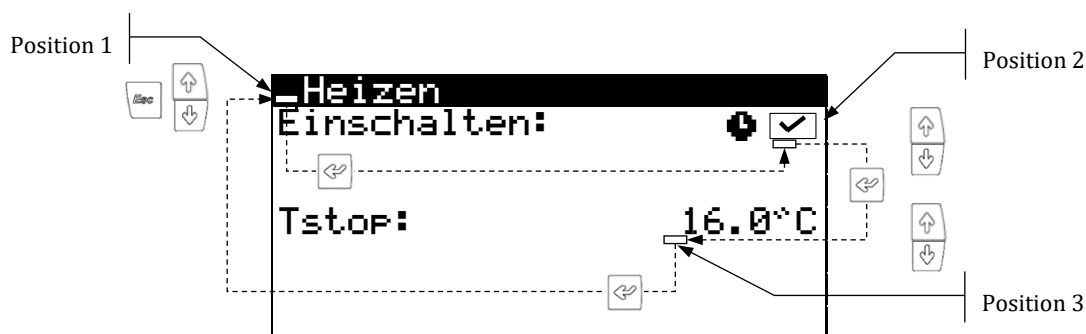 Position 1
Position 2
Esc
Heizen
Einschalten:
Tstop: 16.0°C
Position 3